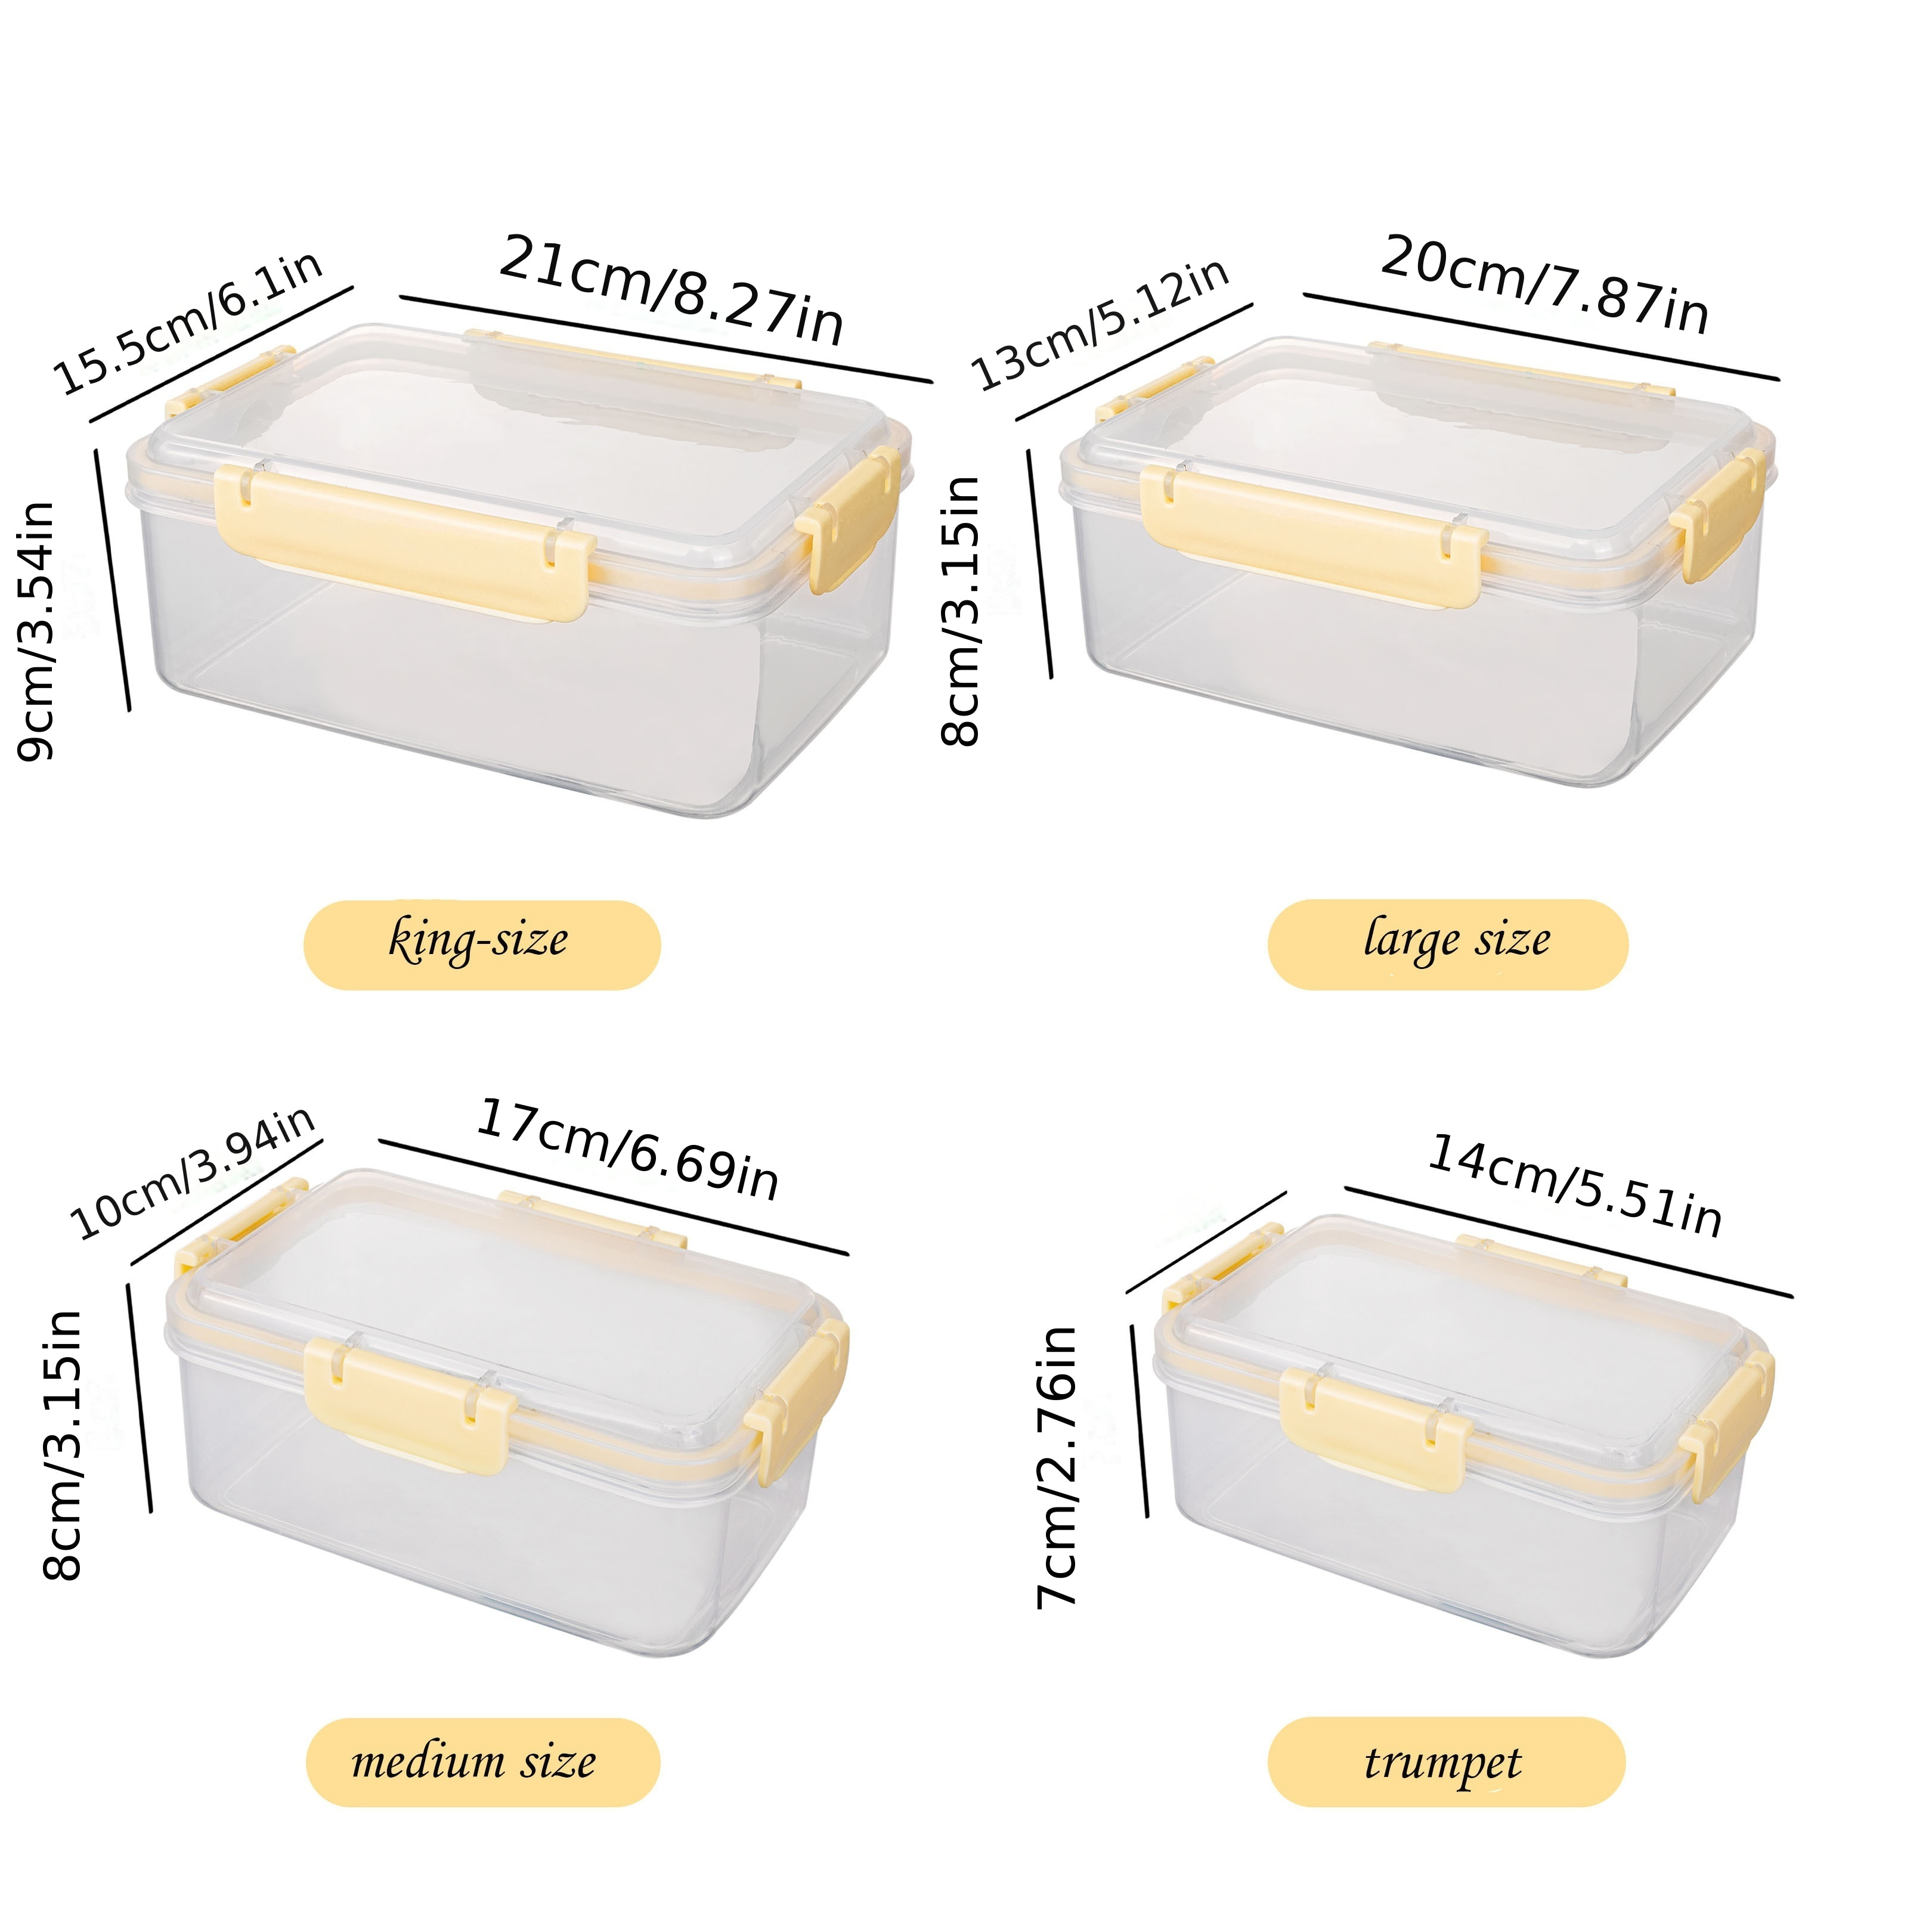 15.5cm/6.1in
21cm/8.27in
9cm/3.54in
king-size
13cm/5.12in
20cm/7.87in
8cm/3.15in
large size
10cm/3.94in
17cm/6.69in
8cm/3.15in
medium size
14cm/5.51in
7cm/2.76in
trumpet